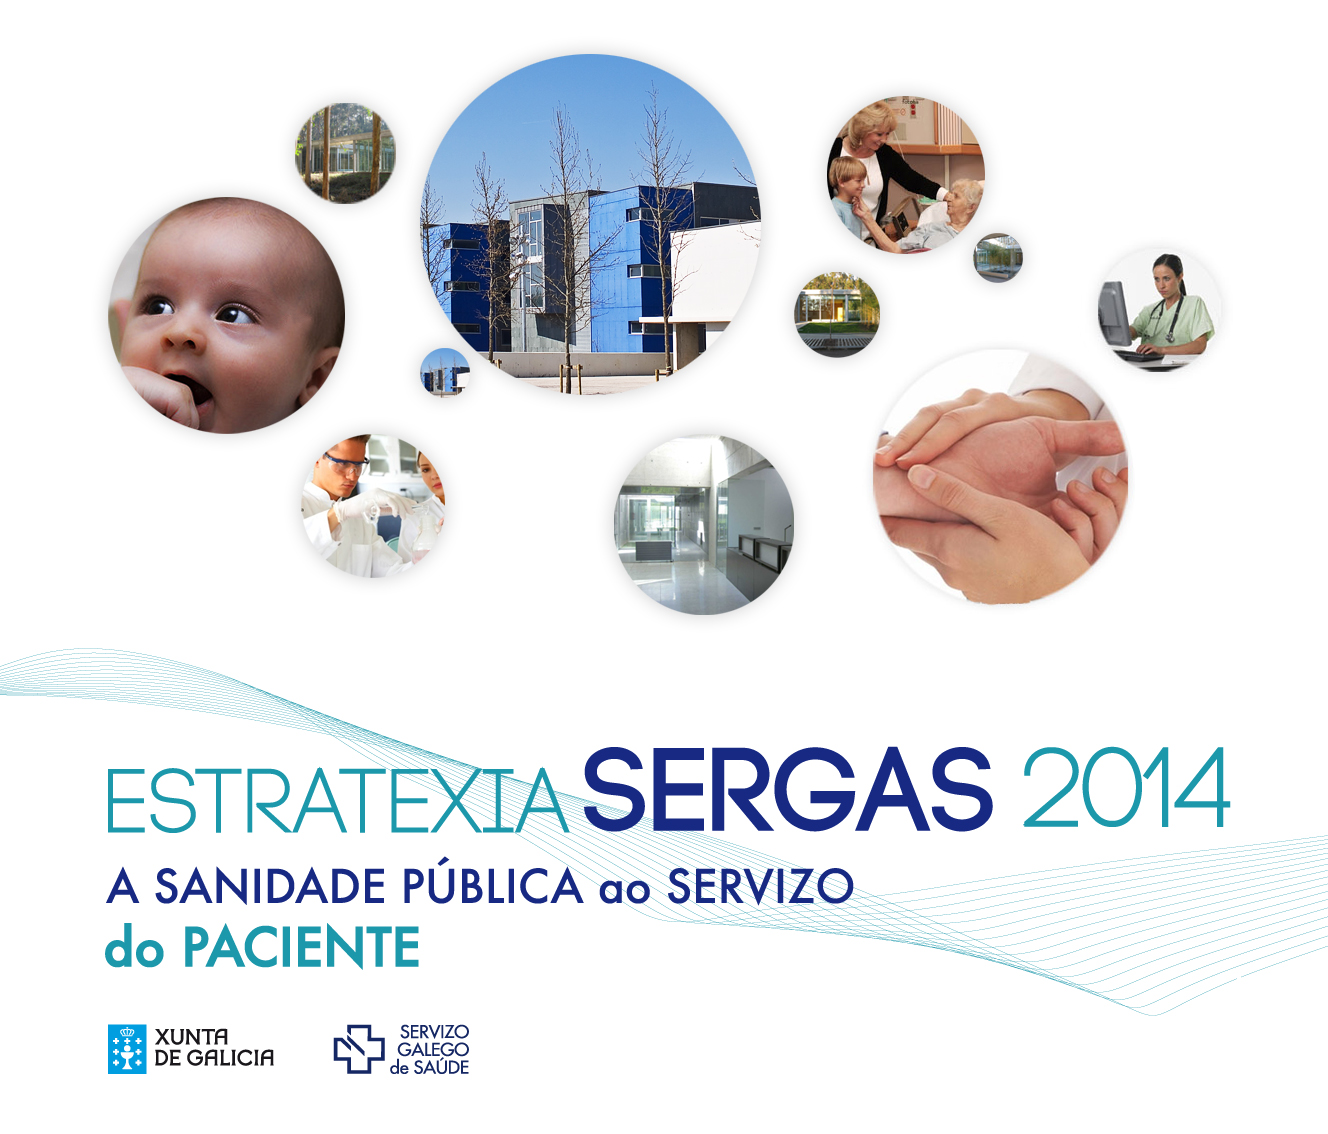 ESTRATEXIA SERGAS 2014
A SANIDADE PÚBLICA ao SERVIZO
do PACIENTE
XUNTA
DE GALICIA
SERVIZO
GALEGO
de SAÚDE